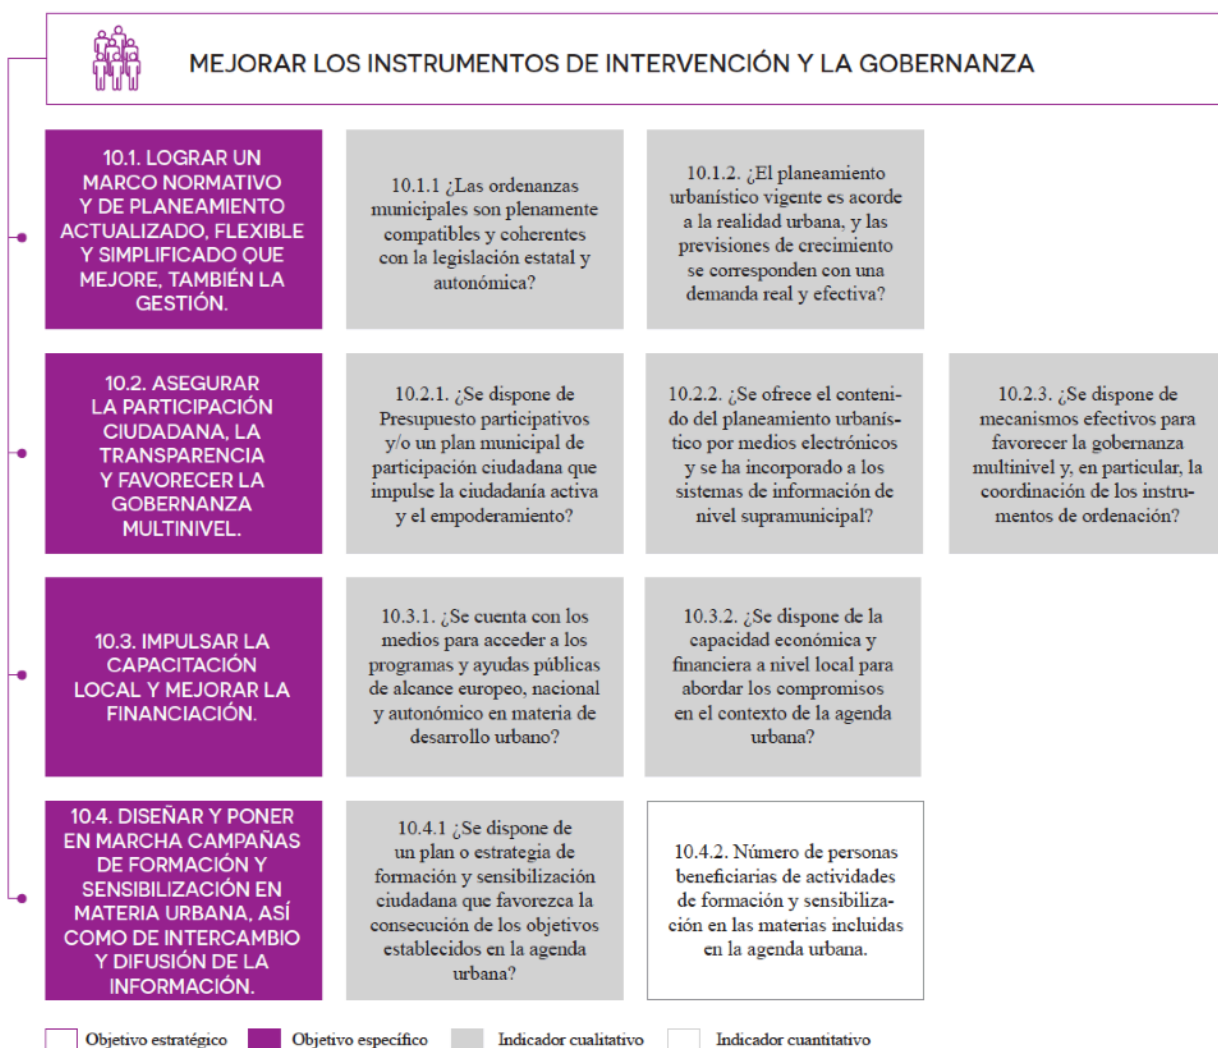 MEJORAR LOS INSTRUMENTOS DE INTERVENCIÓN Y LA GOBERNANZA
10.1. LOGRAR UN
MARCO NORMATIVO
Y DE PLANEAMIENTO
ACTUALIZADO, FLEXIBLE
Y SIMPLIFICADO QUE
MEJORE, TAMBIÉN LA
GESTIÓN.
10.1.1 ¿Las ordenanzas
municipales son plenamente
compatibles y coherentes
con la legislación estatal y
autonómica?
10.1.2. ¿El planeamiento
urbanístico vigente es acorde
a la realidad urbana, y las
previsiones de crecimiento
se corresponden con una
demanda real y efectiva?
10.2. ASEGURAR
LA PARTICIPACIÓN
CIUDADANA, LA
TRANSPARENCIA
Y FAVORECER LA
GOBERNANZA
MULTINIVEL.
10.2.1. ¿Se dispone de
Presupuesto participativos
y/o un plan municipal de
participación ciudadana que
impulse la ciudadanía activa
y el empoderamiento?
10.2.2. ¿Se ofrece el conteni-
do del planeamiento urbanís-
tico por medios electrónicos
y se ha incorporado a los
sistemas de información de
nivel supramunicipal?
10.2.3. ¿Se dispone de
mecanismos efectivos para
favorecer la gobernanza
multinivel y, en particular, la
coordinación de los instru-
mentos de ordenación?
10.3. IMPULSAR LA
CAPACITACIÓN
LOCAL Y MEJORAR LA
FINANCIACIÓN.
10.3.1. ¿Se cuenta con los
medios para acceder a los
programas y ayudas públicas
de alcance europeo, nacional
y autonómico en materia de
desarrollo urbano?
10.3.2. ¿Se dispone de la
capacidad económica y
financiera a nivel local para
abordar los compromisos
en el contexto de la agenda
urbana?
10.4. DISEÑAR Y PONER
EN MARCHA CAMPAÑAS
DE FORMACIÓN Y
SENSIBILIZACIÓN EN
MATERIA URBANA, ASÍ
COMO DE INTERCAMBIO
Y DIFUSIÓN DE LA
INFORMACIÓN.
10.4.1 ¿Se dispone de
un plan o estrategia de
formación y sensibilización
ciudadana que favorezca la
consecución de los objetivos
establecidos en la agenda
urbana?
10.4.2. Número de personas
beneficiarias de actividades
de formación y sensibiliza-
ción en las materias incluidas
en la agenda urbana.
Objetivo estratégico
Objetivo específico
Indicador cualitativo
Indicador cuantitativo